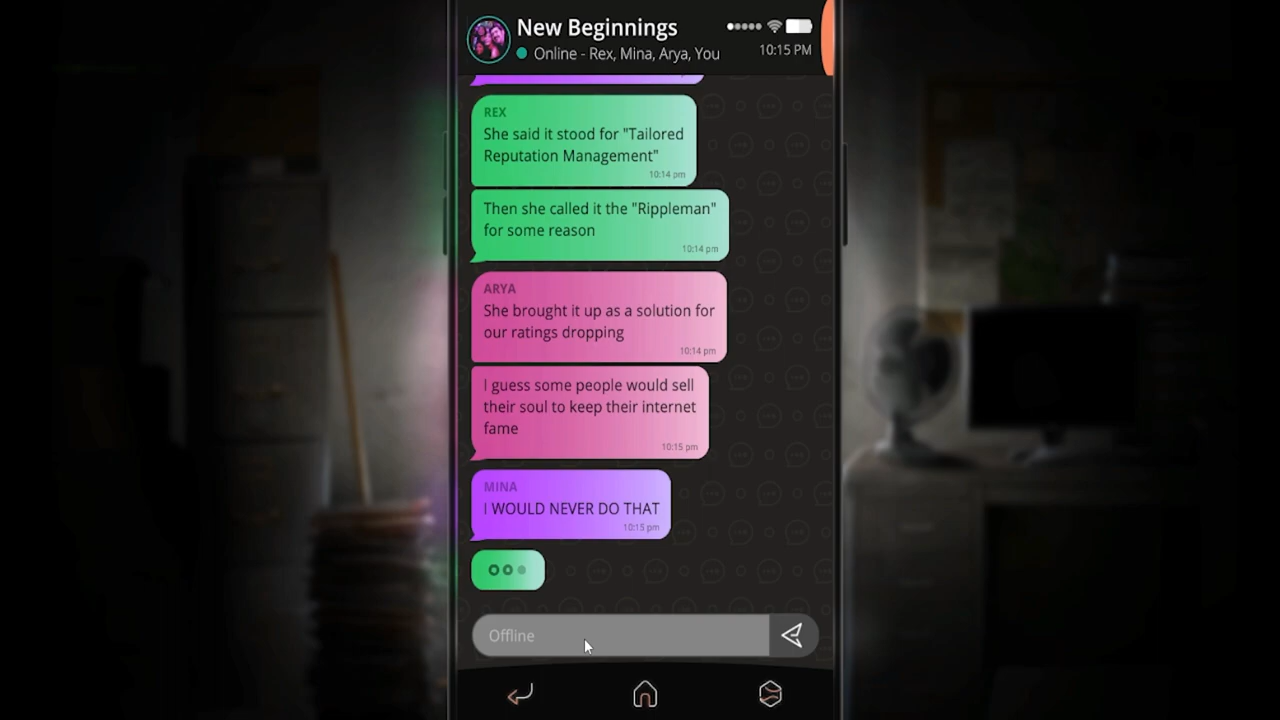 New Beginnings
Online - Rex, Mina, Arya, You
10:15 PM
REX
She said it stood for "Tailored
Reputation Management"
10:14 pm
Then she called it the "Rippleman"
for some reason
10:14 pm
ARYA
She brought it up as a solution for
our ratings dropping
10:14 pm
I guess some people would sell
their soul to keep their internet
fame
10:15 pm
MINA
I WOULD NEVER DO THAT
10:15 pm
Offline